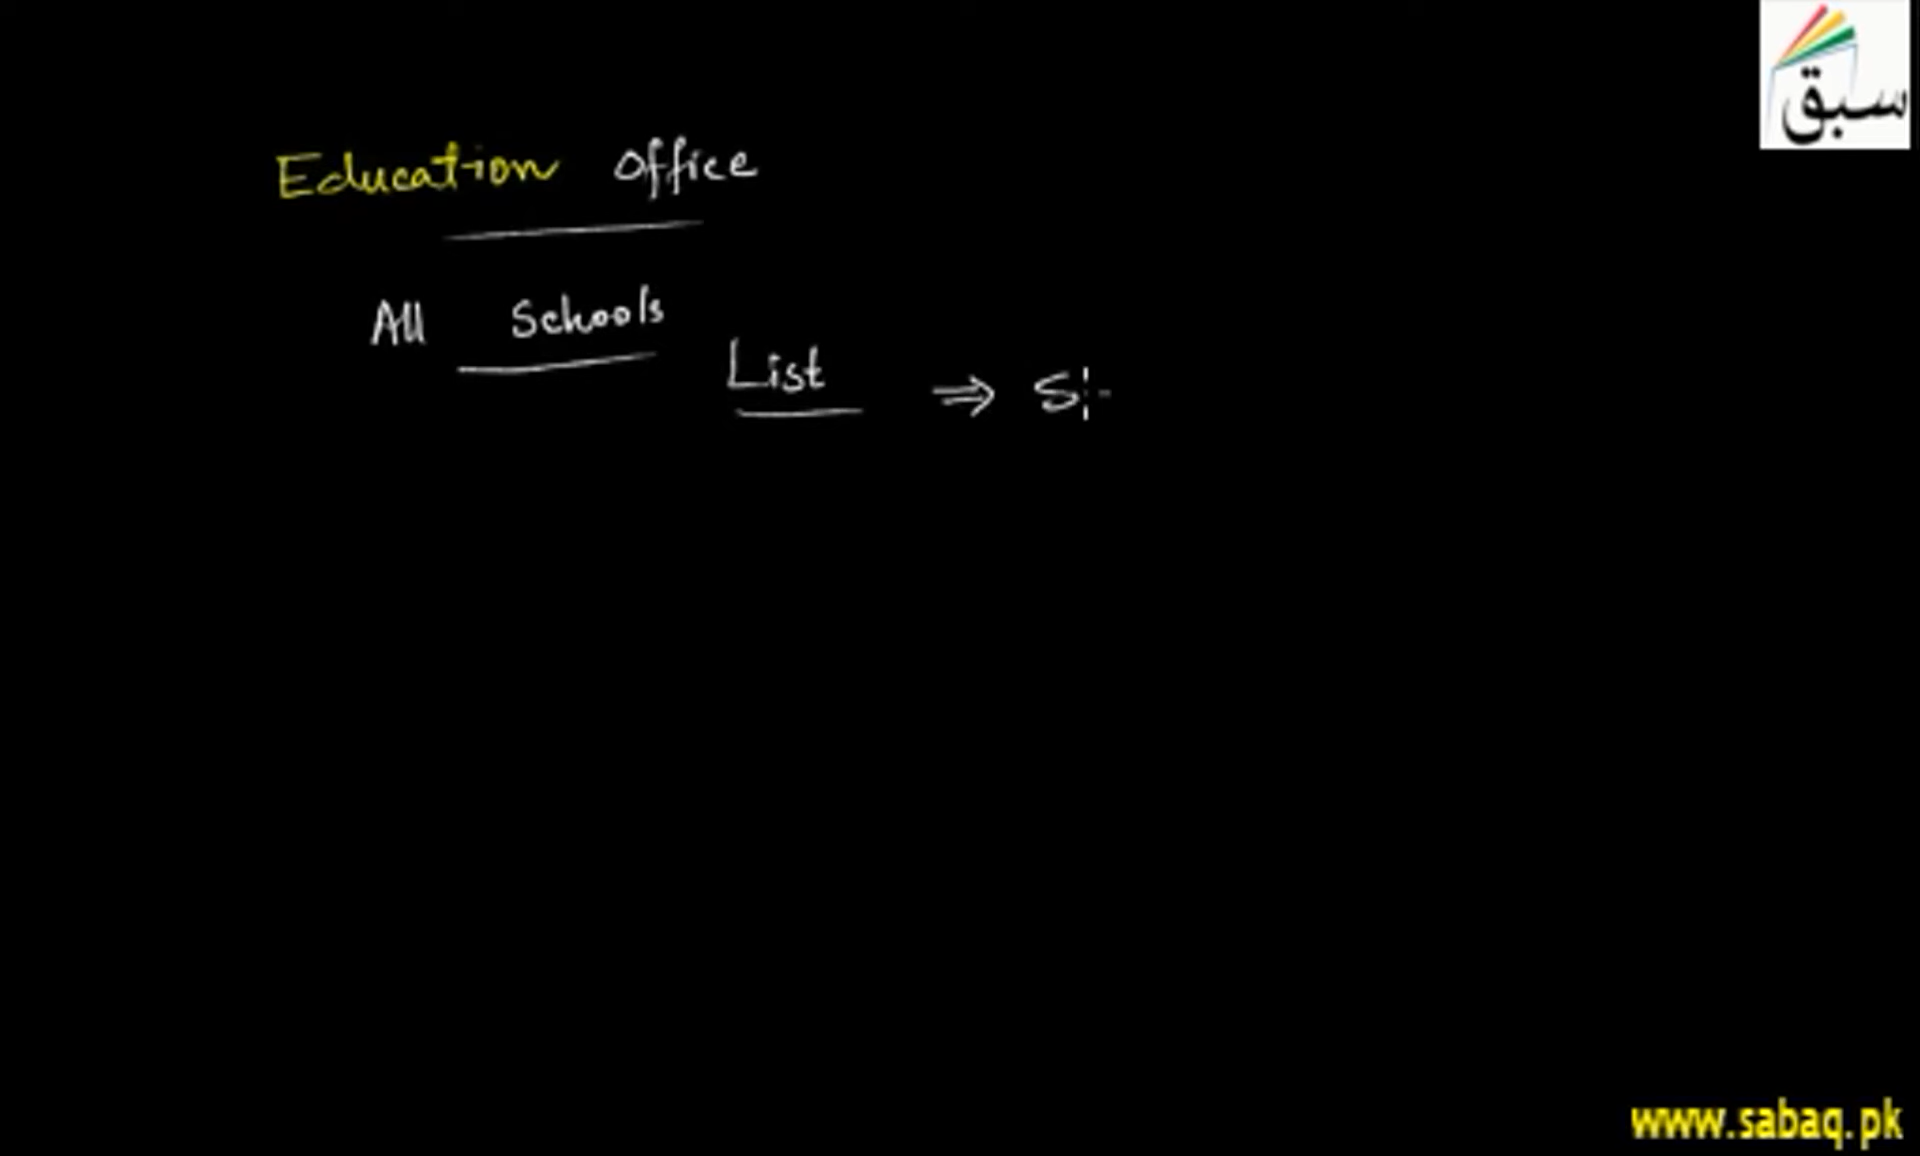 سبق
Education Office
All Schools
List ⇒ S
www.sabaq.pk